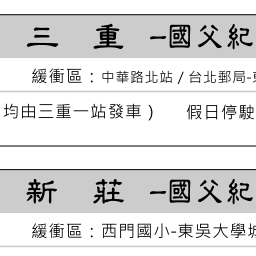 三 重 －國父紀
緩衝區：中華路北站 / 台北郵局-
均由三重一站發車）　假日停駛
新 莊 －國父紀
緩衝區：西門國小-東吳大學城